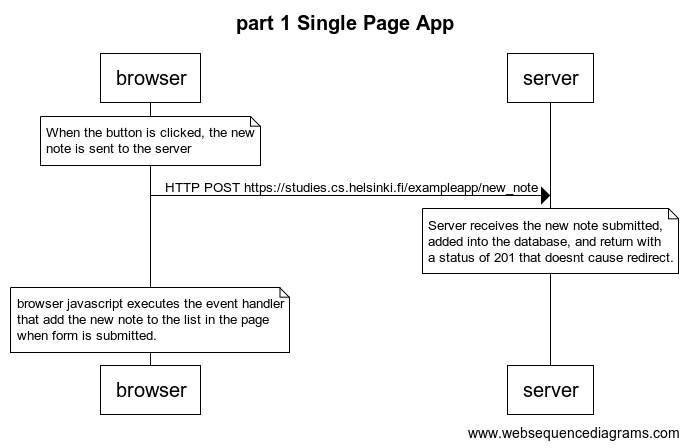 part 1 Single Page App
browser
server
When the button is clicked, the new
note is sent to the server
HTTP POST https://studies.cs.helsinki.fi/exampleapp/new_note
Server receives the new note submitted,
added into the database, and return with
a status of 201 that doesnt cause redirect.
browser javascript executes the event handler
that add the new note to the list in the page
when form is submitted.
browser
server
www.websequencediagrams.com